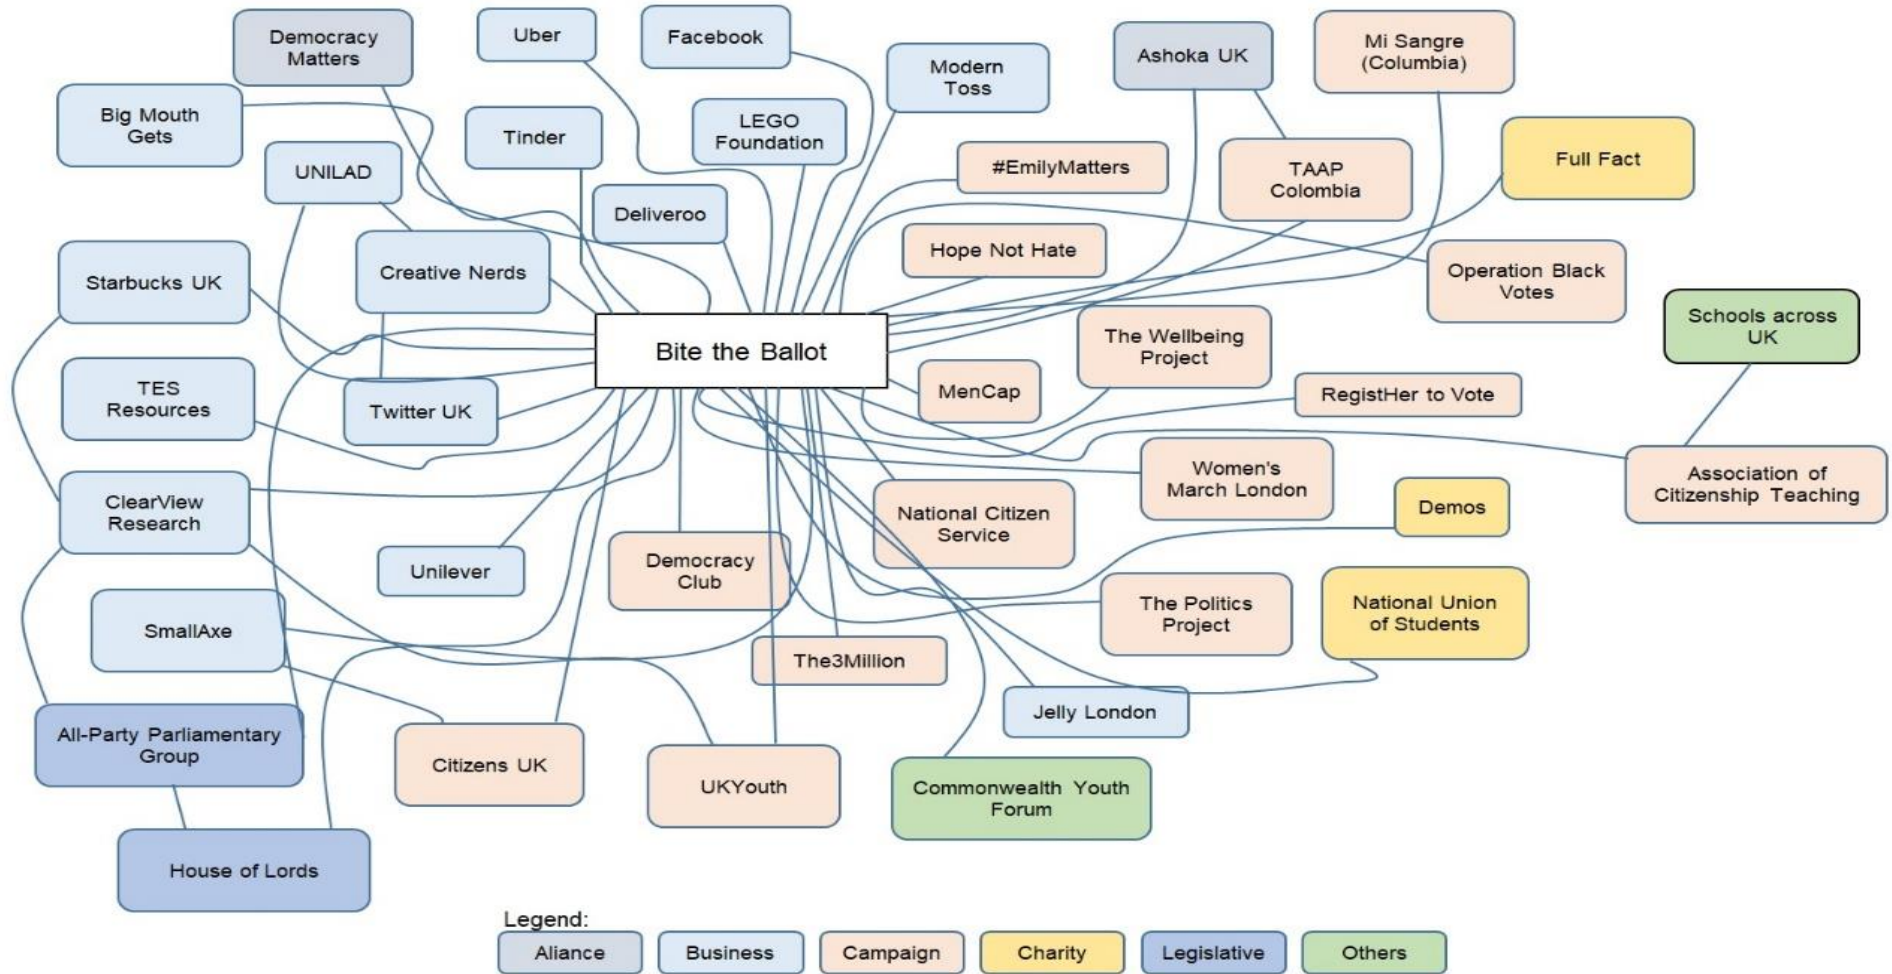 Democracy
Matters
Uber
Facebook
Modern
Toss
Ashoka UK
Mi Sangre
(Columbia)
Big Mouth
Gets
Tinder
LEGO
Foundation
UNILAD
#EmilyMatters
TAAP
Colombia
Full Fact
Deliveroo
Starbucks UK
Creative Nerds
Hope Not Hate
Operation Black
Votes
Bite the Ballot
The Wellbeing
Project
Schools across
UK
TES
Resources
Twitter UK
MenCap
RegistHer to Vote
ClearView
Research
Women's
March London
Association of
Citizenship Teaching
Unilever
Democracy
Club
National Citizen
Service
Demos
SmallAxe
The3Million
The Politics
Project
National Union
of Students
All-Party Parliamentary
Group
Citizens UK
UKYouth
Jelly London
Commonwealth Youth
Forum
House of Lords
Legend:
Aliance
Business
Campaign
Charity
Legislative
Others